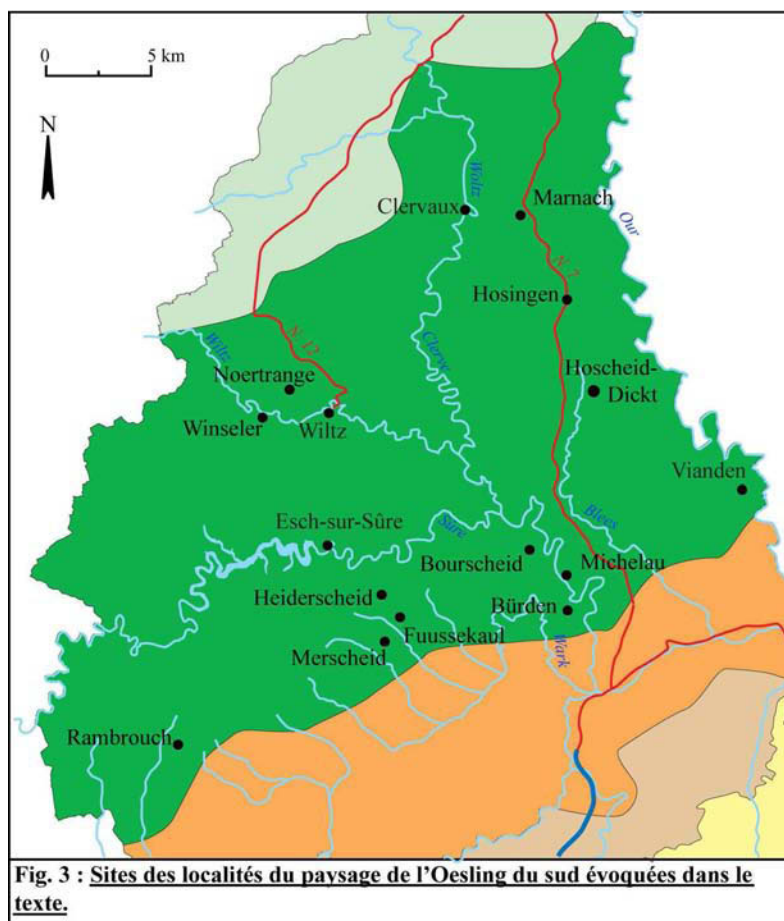 0 5 km
N
Woltz
Clervaux
Marnach
Our
N-7
Hosingen
Clerve
Wiltz
N-12
Noertrange
Hoscheid-
Dickt
Winseler
Wiltz
Vianden
Blees
Sûre
Esch-sur-Sûre
Bourscheid
Michelau
Heiderscheid
Bürden
Fuussekaul
Wark
Merscheid
Rambrouch
Fig. 3 : Sites des localités du paysage de l'Oesling du sud évoquées dans le
texte.